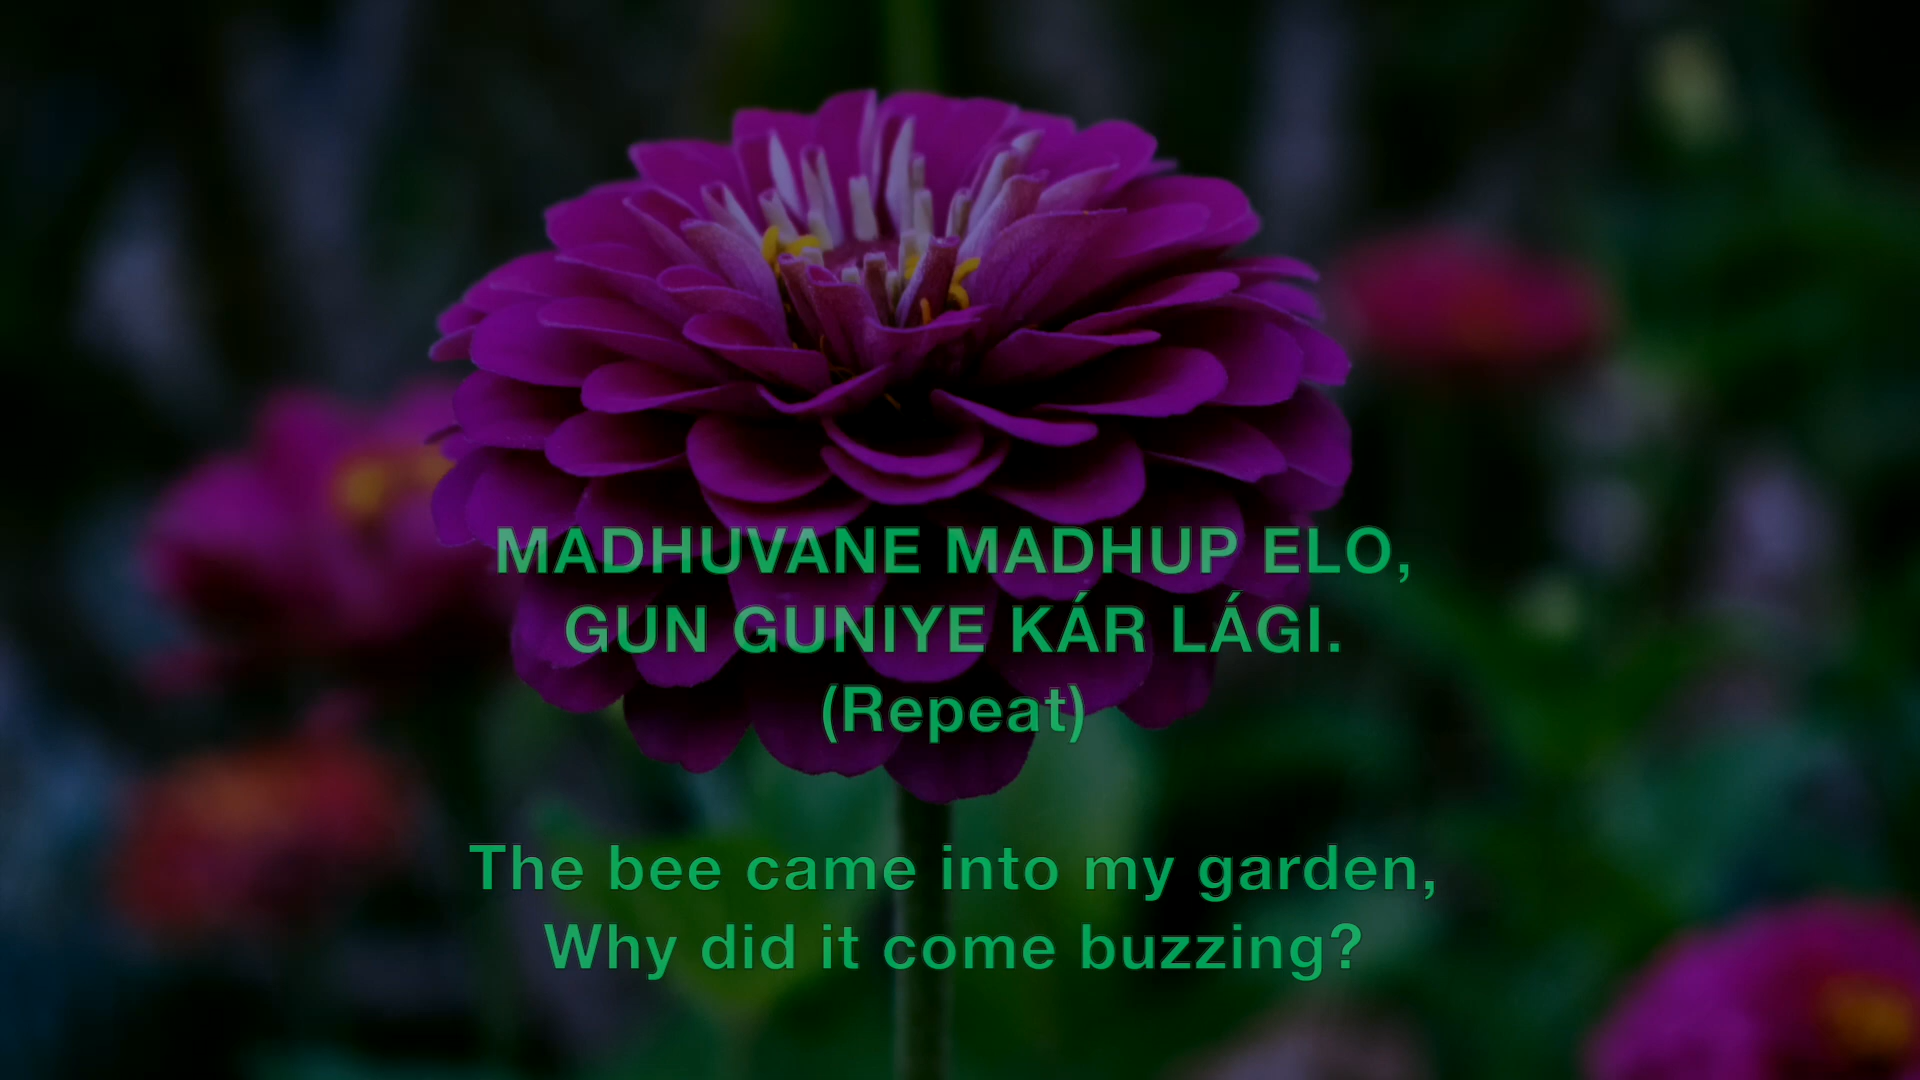 MADHUVANE MADHUP ELO,
GUN GUNIYE KÁR LÁGI.
(Repeat)
The bee came into my garden,
Why did it come buzzing?